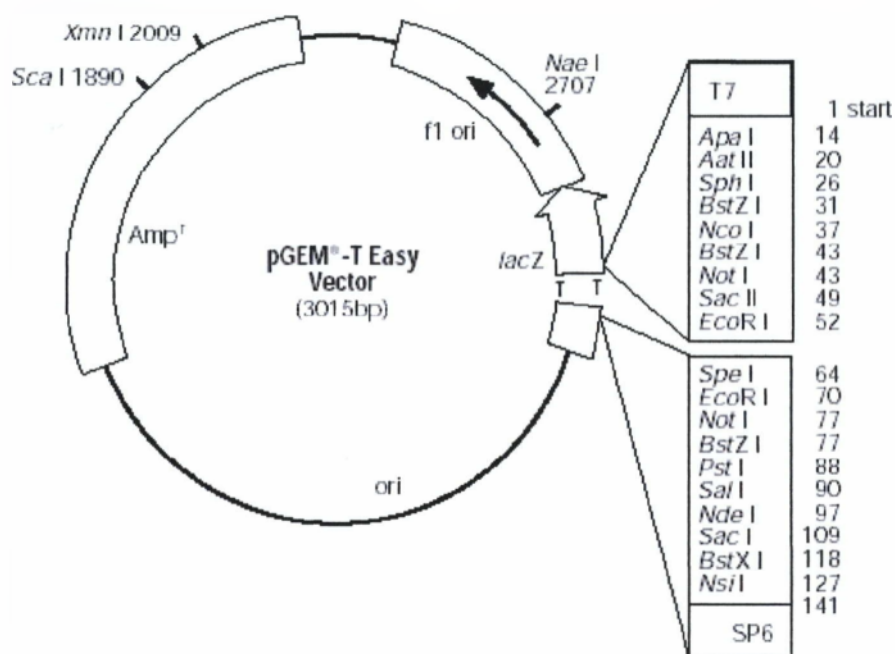 Xmn I 2009
Sca I 1890
Nae I
2707
f1 ori
Ampr
pGEM®-T Easy
Vector
(3015bp)
lacZ
T T
ori
T7
1 start
Apa I 14
Aat II 20
Sph I 26
BstZ I 31
Nco I 37
BstZ I 43
Not I 43
Sac II 49
EcoR I 52
Spe I 64
EcoR I 70
Not I 77
BstZ I 77
Pst I 88
Sal I 90
Nde I 97
Sac I 109
BstX I 118
Nsi I 127
141
SP6